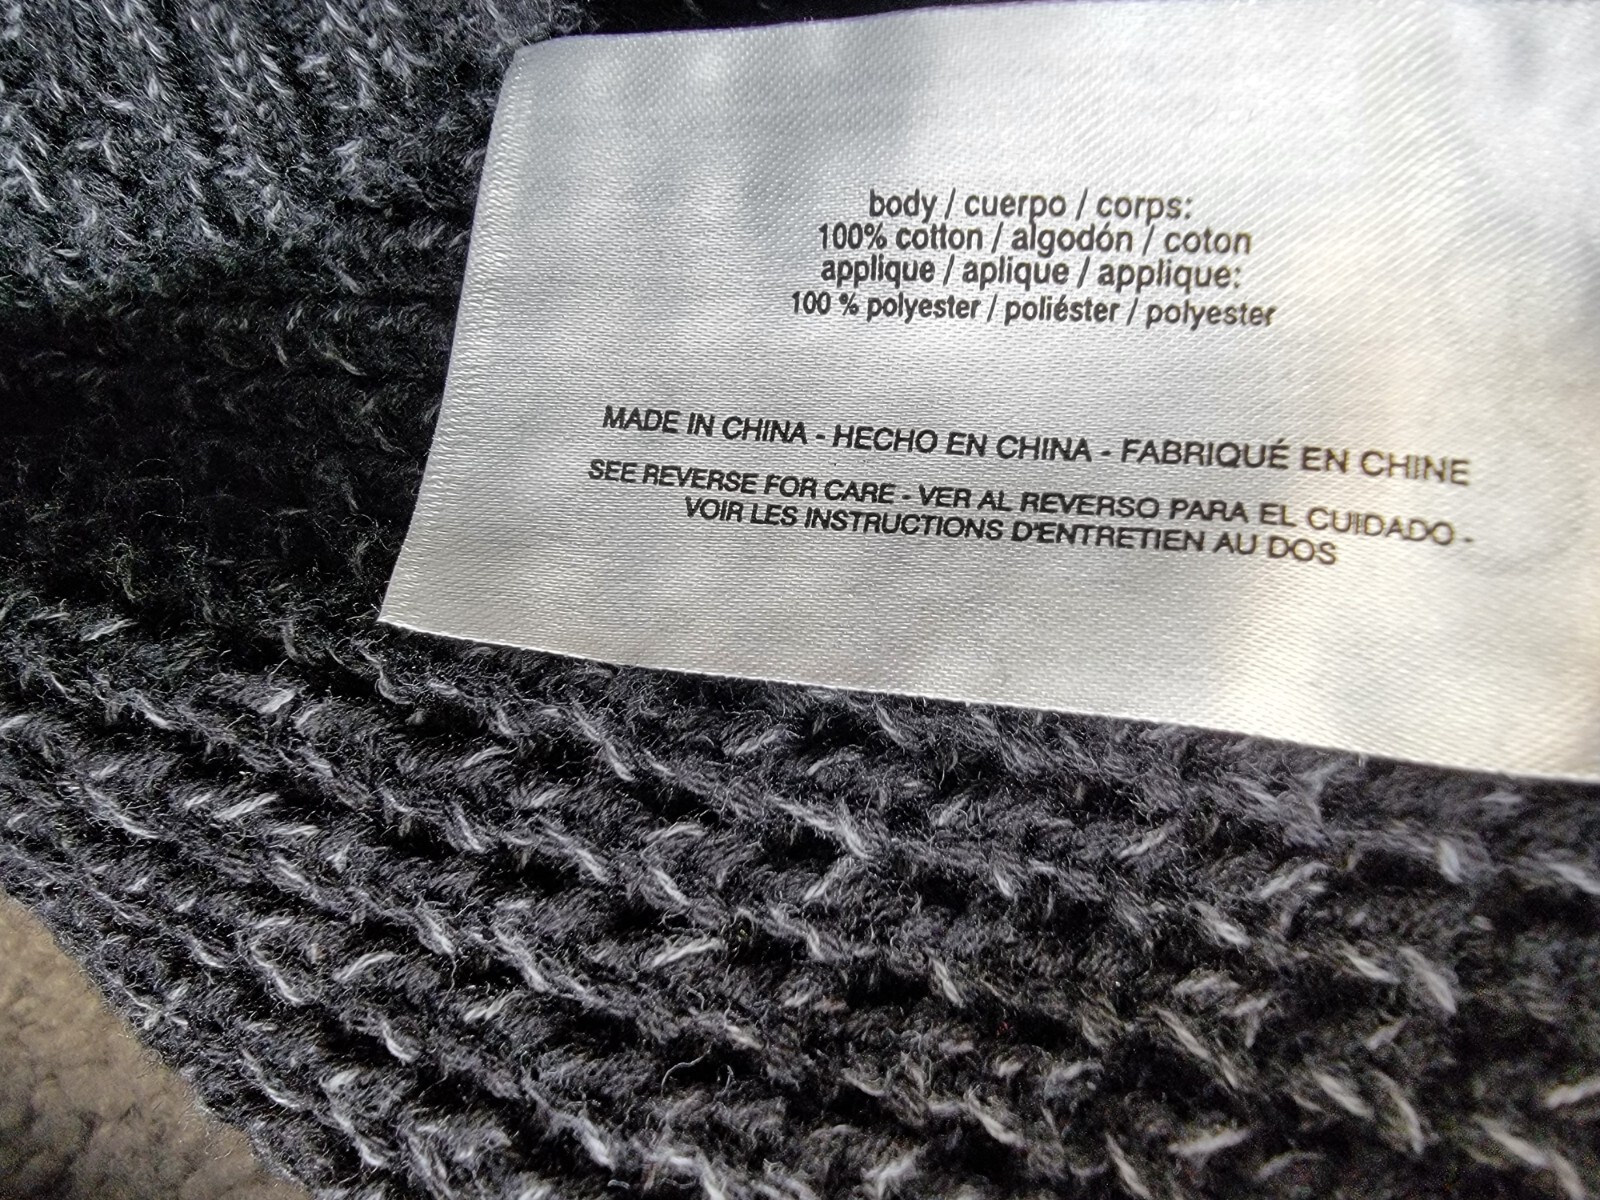 body / cuerpo / corps:
100% cotton / algodón / coton
applique / aplique / applique:
100 % polyester / poliéster / polyester
MADE IN CHINA - HECHO EN CHINA - FABRIQUÉ EN CHINE
SEE REVERSE FOR CARE - VER AL REVERSO PARA EL CUIDADO -
VOIR LES INSTRUCTIONS D'ENTRETIEN AU DOS